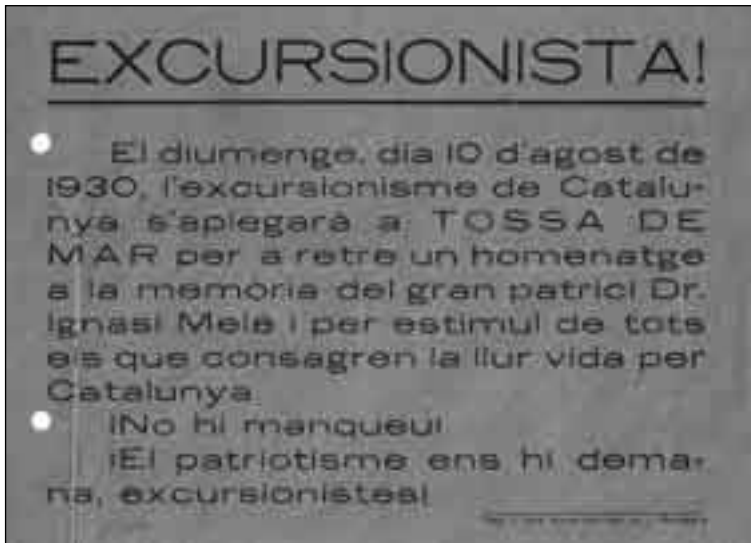 EXCURSIONISTA!
El diumenge, dia 10 d'agost de
1930, l'excursionisme de Catalu-
nya s'aplegarà a TOSSA DE
MAR per a retre un homenatge
a la memòria del gran patrici Dr.
Ignasi Melé i per estímul de tots
els que consagren la llur vida per
Catalunya.
¡No hi manqueu!
¡El patriotisme ens hi dema-
na, excursionistes!